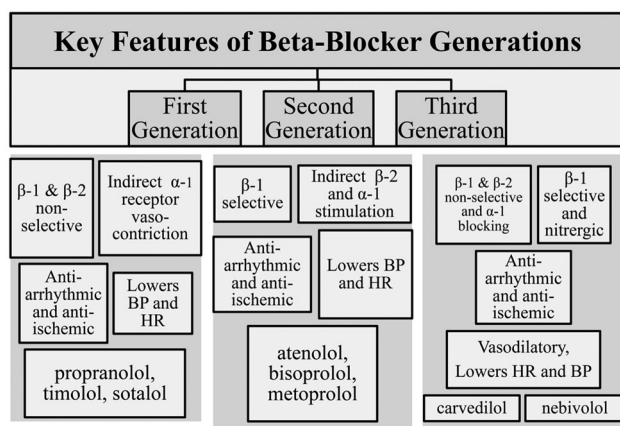 Key Features of Beta-Blocker Generations
First
Generation
Second
Generation
Third
Generation
β-1 & β-2
non-
selective
Indirect α-1
receptor
vaso-
contriction
Anti-
arrhythmic
and anti-
ischemic
Lowers
BP and
HR
propranolol,
timolol, sotalol
β-1
selective
Indirect β-2
and α-1
stimulation
Anti-
arrhythmic
and anti-
ischemic
Lowers BP
and HR
atenolol,
bisoprolol,
metoprolol
β-1 & β-2
non-selective
and α-1
blocking
β-1
selective
and
nitrergic
Anti-
arrhythmic
and anti-
ischemic
Vasodilatory,
Lowers HR and BP
carvedilol
nebivolol